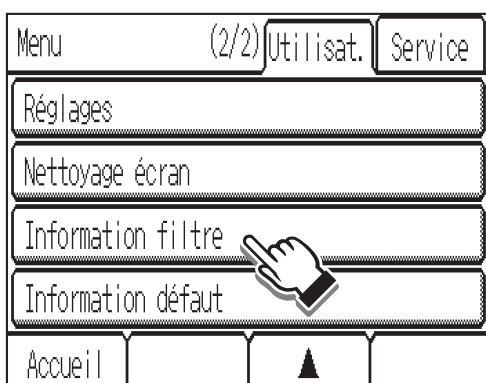 Menu (2/2) Utilisat. Service
Réglages
Nettoyage écran
Information filtre
Information défaut
Accueil ▲